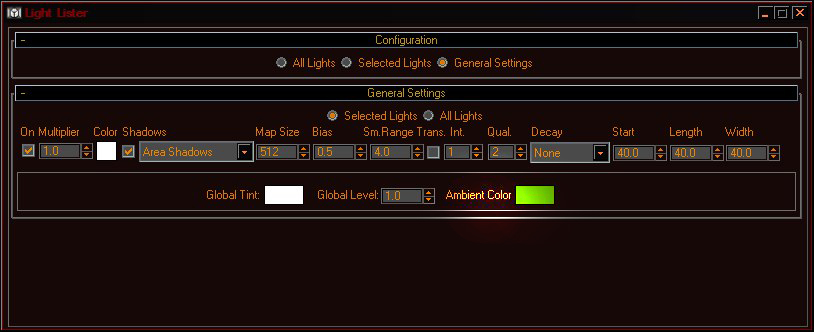 Light Lister
Configuration
All Lights Selected Lights General Settings
General Settings
Selected Lights All Lights
On Multiplier Color Shadows Map Size Bias Sm.Range Trans. Int. Qual. Decay Start Length Width
1.0 Area Shadows 512 0.5 4.0 1 2 None 40.0 40.0 40.0
Global Tint: Global Level: 1.0 Ambient Color